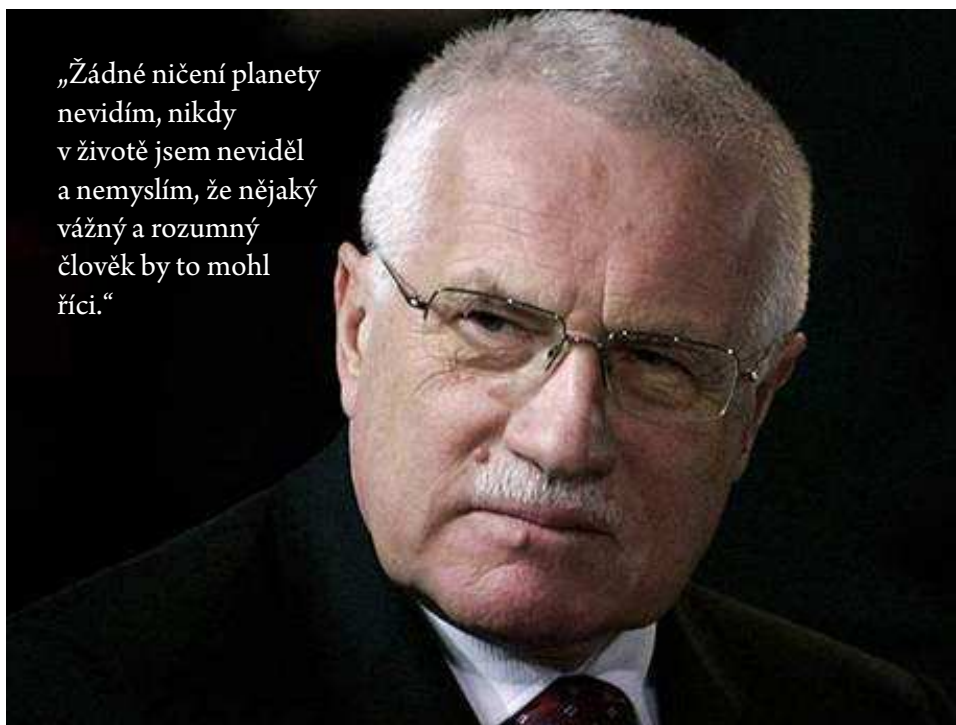 „Žádné ničení planety
nevidím, nikdy
v životě jsem neviděl
a nemyslím, že nějaký
vážný a rozumný
člověk by to mohl
říci.“